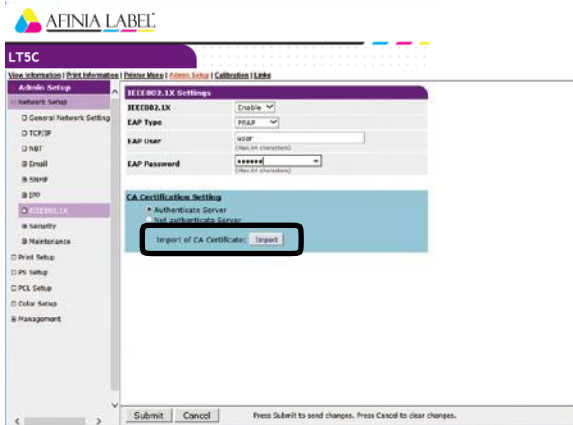 AFINIA LABEL
LT5C
View Information | Print Information | Printer Menu | Admin Setup | Calibration | Links
Admin Setup
Network Setup
General Network Setting
TCP/IP
NBT
Email
SNMP
IPP
IEEE802.1X
Security
Maintenance
Print Setup
PS Setup
PCL Setup
Color Setup
Management
IEEE802.1X Settings
IEEE802.1X
Enable
EAP Type
PEAP
EAP User
user
(Max.64 characters)
EAP Password
••••••
(Max.64 characters)
CA Certification Setting
Authenticate Server
Not authenticate Server
Import of CA Certificate: Import
Submit Cancel Press Submit to send changes. Press Cancel to clear changes.